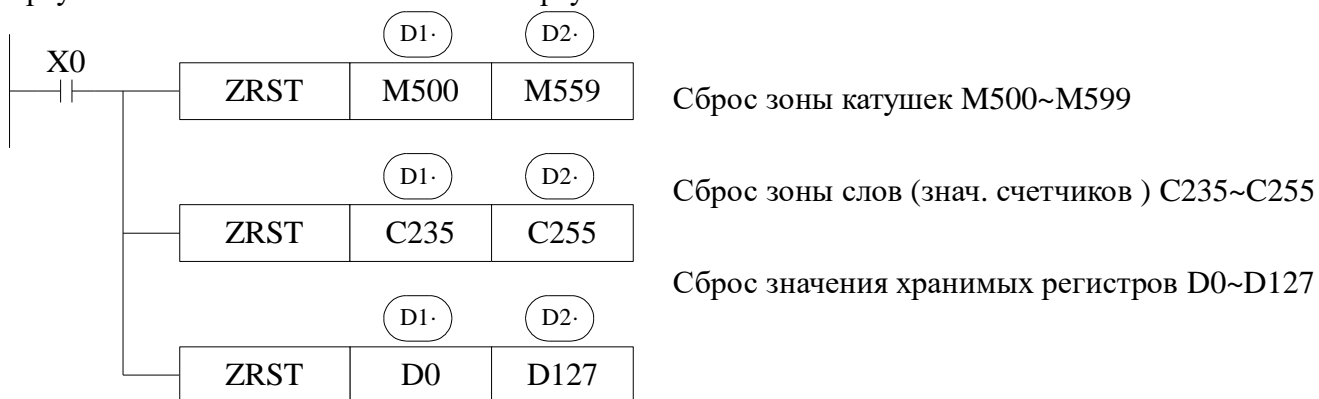 D1· D2·
X0
ZRST M500 M559
Сброс зоны катушек M500~M599
D1· D2·
Сброс зоны слов (знач. счетчиков ) C235~C255
ZRST C235 C255
Сброс значения хранимых регистров D0~D127
D1· D2·
ZRST D0 D127